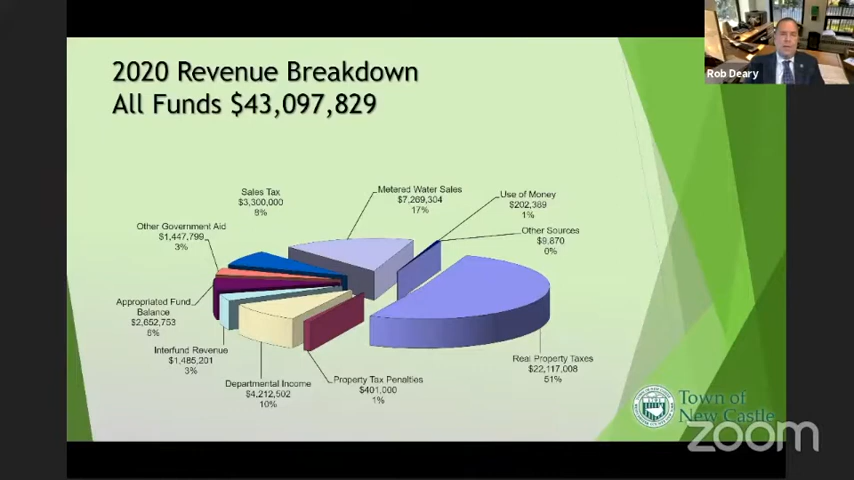 2020 Revenue Breakdown
All Funds $43,097,829
Rob Deary
Sales Tax
$3,300,000
8%
Metered Water Sales
$7,269,304
17%
Use of Money
$202,389
1%
Other Sources
$9,870
0%
Other Government Aid
$1,447,799
3%
Appropriated Fund
Balance
$2,652,753
6%
Interfund Revenue
$1,485,201
3%
Departmental Income
$4,212,502
10%
Property Tax Penalties
$401,000
1%
Real Property Taxes
$22,117,008
51%
Town of
New Castle
zoom